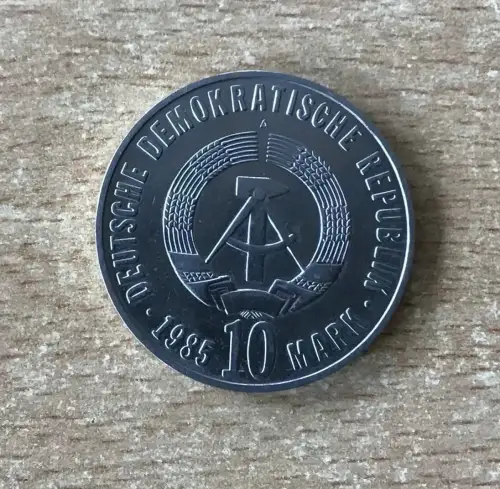 · DEUTSCHE DEMOKRATISCHE REPUBLIK ·
A
1985 10 MARK